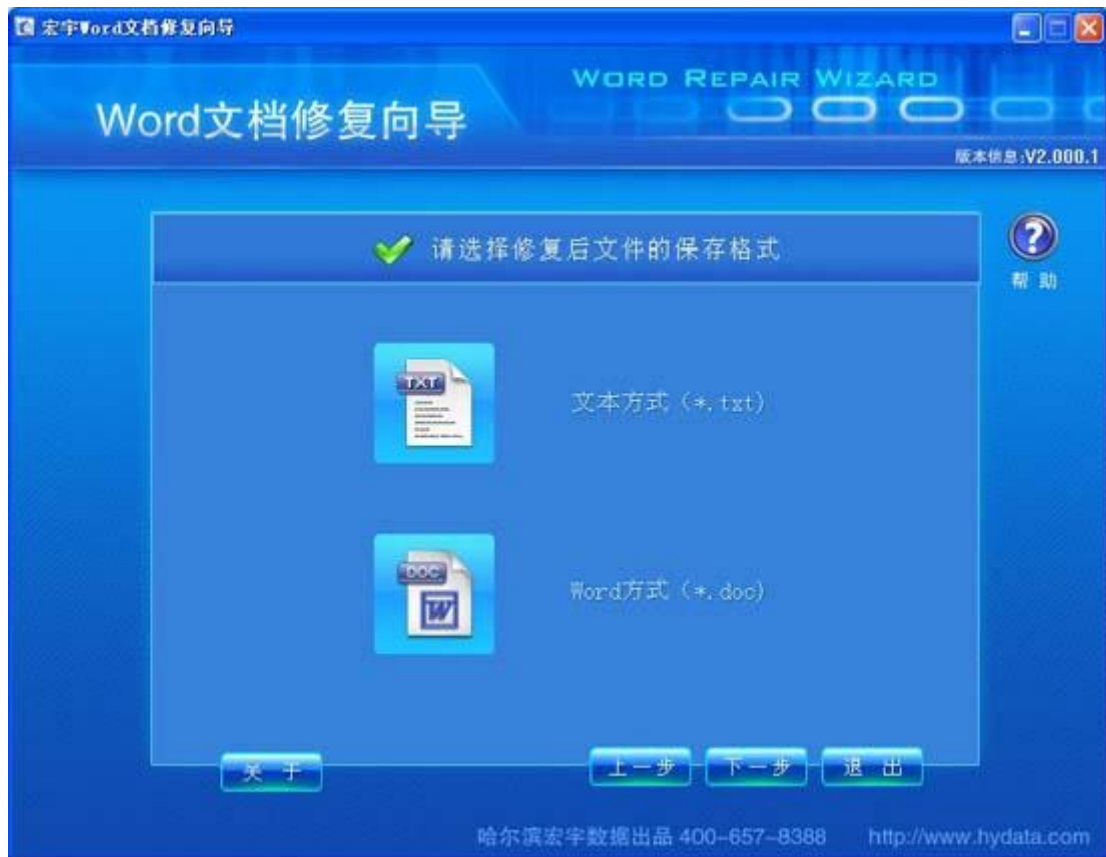 宏宇Word文档修复向导
WORD REPAIR WIZARD
Word文档修复向导
版本信息:V2.000.1
请选择修复后文件的保存格式
帮 助
TXT
文本方式（*.txt）
DOC
W
Word方式（*.doc）
关 于
上一步
下一步
退 出
哈尔滨宏宇数据出品 400-657-8388 http://www.hydata.com